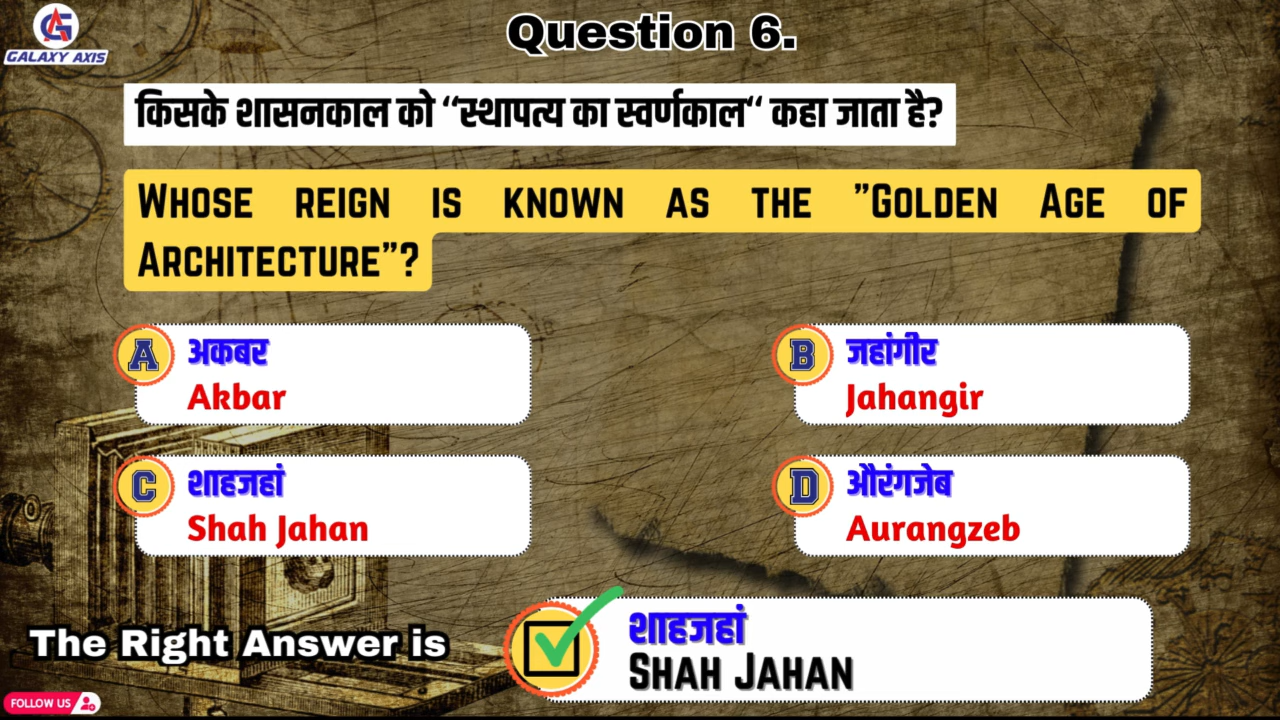 GALAXY AXIS
Question 6.
किसके शासनकाल को “स्थापत्य का स्वर्णकाल“ कहा जाता है?
WHOSE REIGN IS KNOWN AS THE ”GOLDEN AGE OF
ARCHITECTURE”?
A
अकबर
Akbar
B
जहांगीर
Jahangir
C
शाहजहां
Shah Jahan
D
औरंगजेब
Aurangzeb
The Right Answer is
शाहजहां
SHAH JAHAN
FOLLOW US